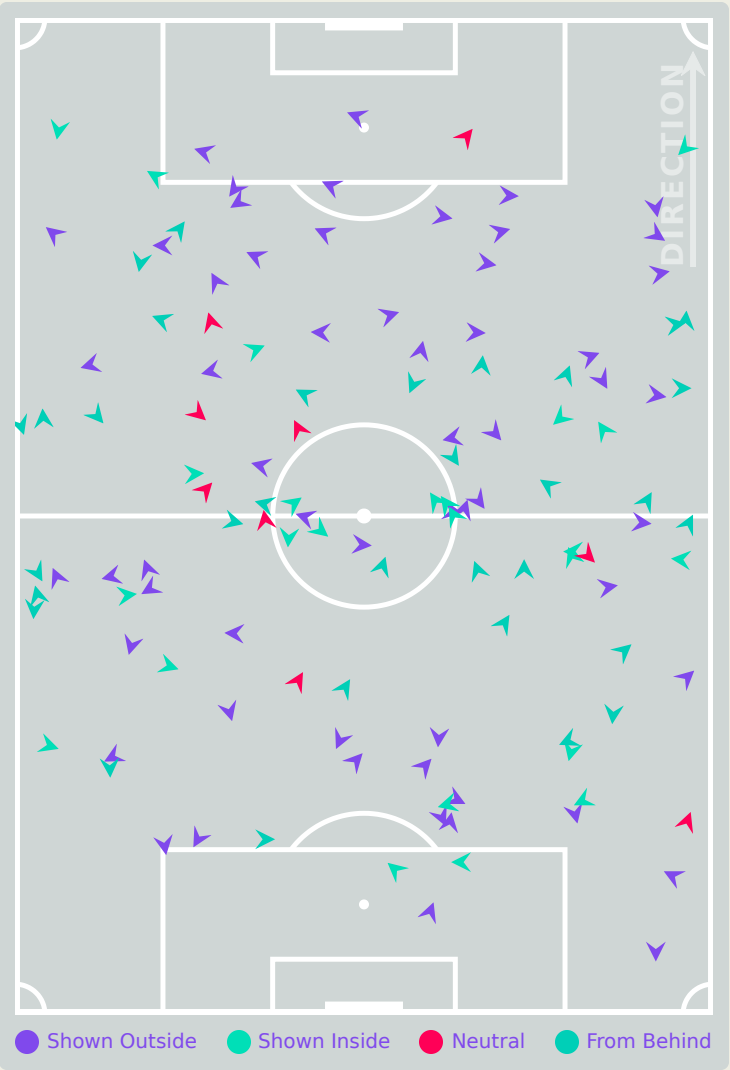 DIRECTION
Shown Outside
Shown Inside
Neutral
From Behind